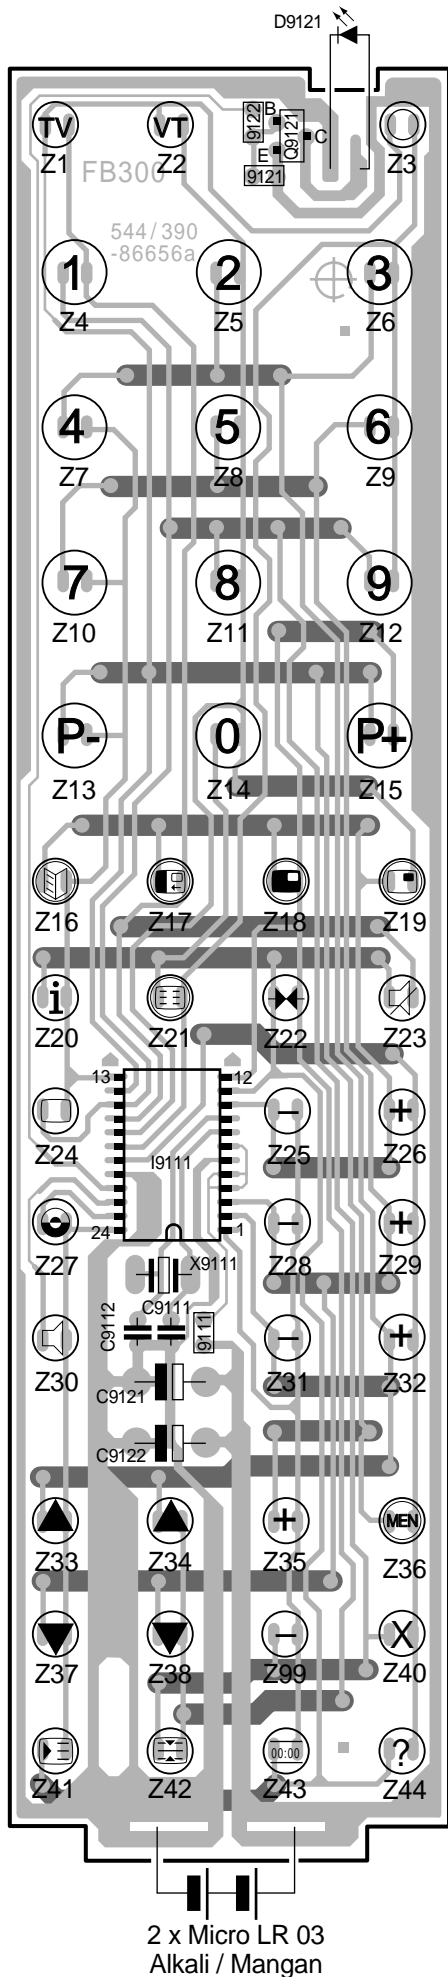 D9121
TV VT 9122 B Q9121 C
E 9121
Z1 Z2 Z3
FB300
544/390
-86656a
1 2 3
Z4 Z5 Z6
4 5 6
Z7 Z8 Z9
7 8 9
Z10 Z11 Z12
P- 0 P+
Z13 Z14 Z15
Z16 Z17 Z18 Z19
i
Z20 Z21 Z22 Z23
13 12
− +
Z24 I9111 Z25 Z26
24 1
− +
Z27 X9111 Z28 Z29
C9112 C9111 9111
− +
Z30 Z31 Z32
C9121
C9122
+ MEN
Z33 Z34 Z35 Z36
− X
Z37 Z38 Z99 Z40
00:00 ?
Z41 Z42 Z43 Z44
2 x Micro LR 03
Alkali / Mangan